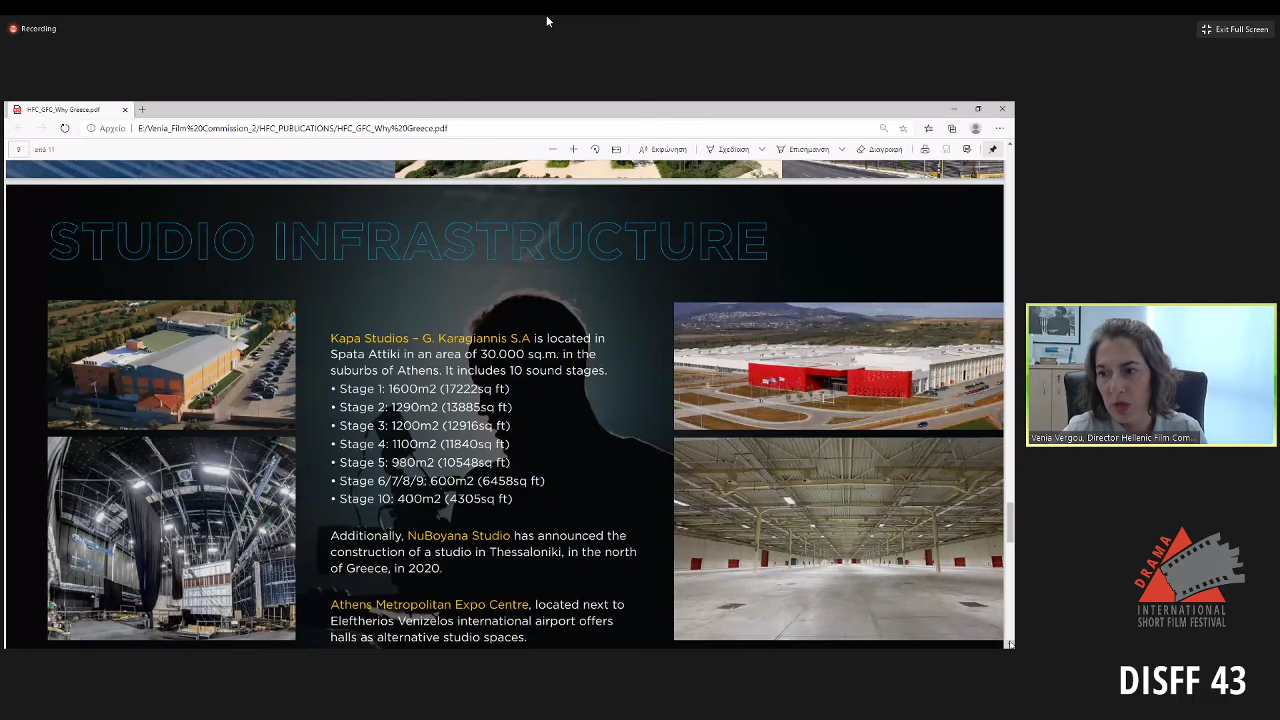 Recording
Exit Full Screen
HFC_GFC_Why Greece.pdf
Αρχείο
E:/Venia_Film%20Commission_2/HFC_PUBLICATIONS/HFC_GFC_Why%20Greece.pdf
9 από 11
Εκφώνηση
Σχεδίαση
Επισήμανση
Διαγραφή
STUDIO INFRASTRUCTURE
Kapa Studios – G. Karagiannis S.A is located in
Spata Attiki in an area of 30.000 sq.m. in the
suburbs of Athens. It includes 10 sound stages.
• Stage 1: 1600m2 (17222sq ft)
• Stage 2: 1290m2 (13885sq ft)
• Stage 3: 1200m2 (12916sq ft)
• Stage 4: 1100m2 (11840sq ft)
• Stage 5: 980m2 (10548sq ft)
• Stage 6/7/8/9: 600m2 (6458sq ft)
• Stage 10: 400m2 (4305sq ft)
Additionally, NuBoyana Studio has announced the
construction of a studio in Thessaloniki, in the north
of Greece, in 2020.
Athens Metropolitan Expo Centre, located next to
Eleftherios Venizelos international airport offers
halls as alternative studio spaces.
Venia Vergou, Director Hellenic Film Com...
DRAMA
INTERNATIONAL
SHORT FILM FESTIVAL
DISFF 43